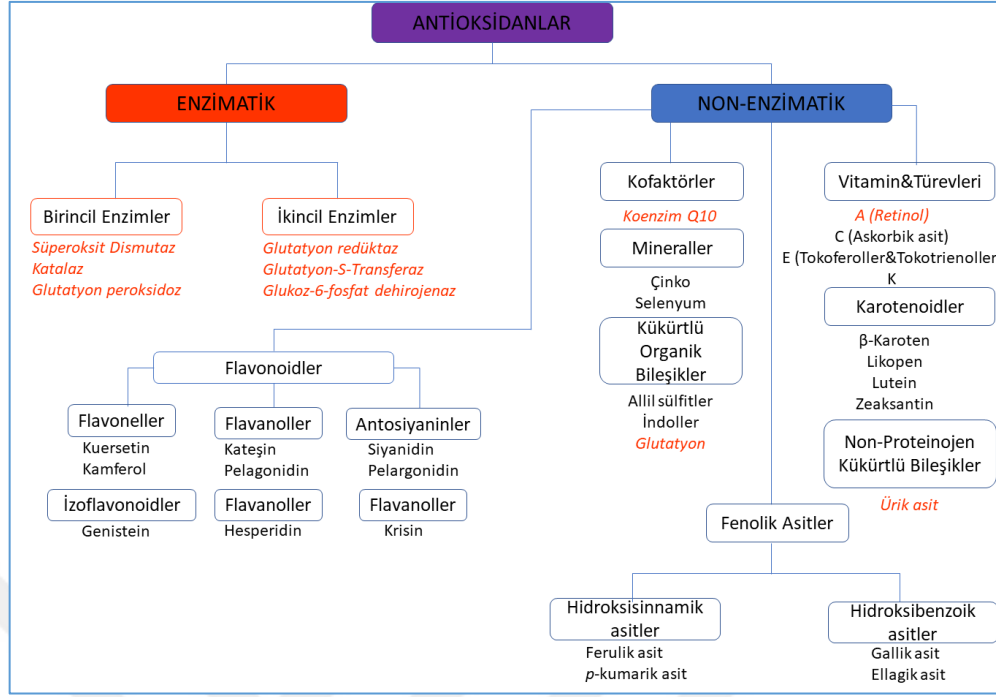 ANTİOKSİDANLAR
ENZİMATİK
NON-ENZİMATİK
Birincil Enzimler
Süperoksit Dismutaz
Katalaz
Glutatyon peroksidoz
İkincil Enzimler
Glutatyon redüktaz
Glutatyon-S-Transferaz
Glukoz-6-fosfat dehirojenaz
Kofaktörler
Koenzim Q10
Mineraller
Çinko
Selenyum
Kükürtlü
Organik
Bileşikler
Allil sülfitler
İndoller
Glutatyon
Vitamin&Türevleri
A (Retinol)
C (Askorbik asit)
E (Tokoferoller&Tokotrienoller
K
Karotenoidler
β-Karoten
Likopen
Lutein
Zeaksantin
Non-Proteinojen
Kükürtlü Bileşikler
Ürik asit
Flavonoidler
Flavoneller
Kuersetin
Kamferol
Flavanoller
Kateşin
Pelagonidin
Antosiyaninler
Siyanidin
Pelargonidin
İzoflavonoidler
Genistein
Flavanoller
Hesperidin
Flavanoller
Krisin
Fenolik Asitler
Hidroksisinnamik
asitler
Ferulik asit
p-kumarik asit
Hidroksibenzoik
asitler
Gallik asit
Ellagik asit